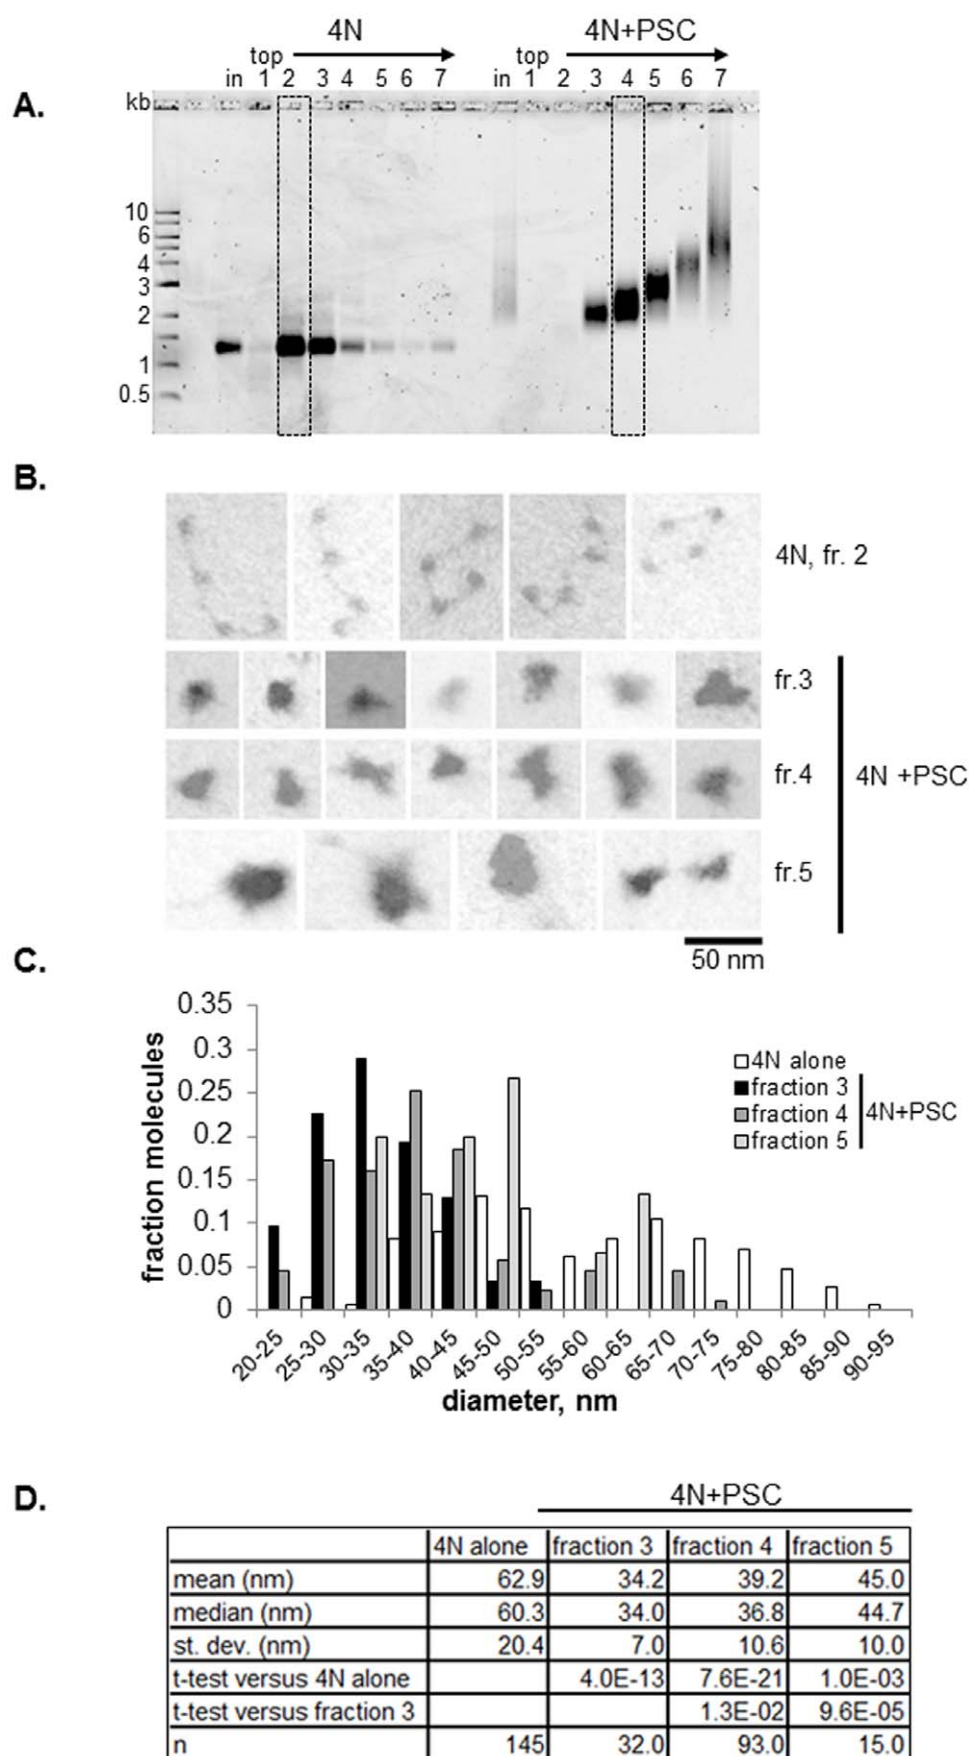 4N 4N+PSC
top top
in 1 2 3 4 5 6 7 in 1 2 3 4 5 6 7
A.
kb
10
6
4
3
2
1
0.5
B.
4N, fr. 2
fr.3
fr.4
4N +PSC
fr.5
50 nm
C.
0.35
0.3
0.25
0.2
0.15
0.1
0.05
0
fraction molecules
4N alone
fraction 3
fraction 4
fraction 5
4N+PSC
20-25 25-30 30-35 35-40 40-45 45-50 50-55 55-60 60-65 65-70 70-75 75-80 80-85 85-90 90-95
diameter, nm
D.
4N+PSC
4N alone fraction 3 fraction 4 fraction 5
mean (nm) 62.9 34.2 39.2 45.0
median (nm) 60.3 34.0 36.8 44.7
st. dev. (nm) 20.4 7.0 10.6 10.0
t-test versus 4N alone 4.0E-13 7.6E-21 1.0E-03
t-test versus fraction 3 1.3E-02 9.6E-05
n 145 32.0 93.0 15.0